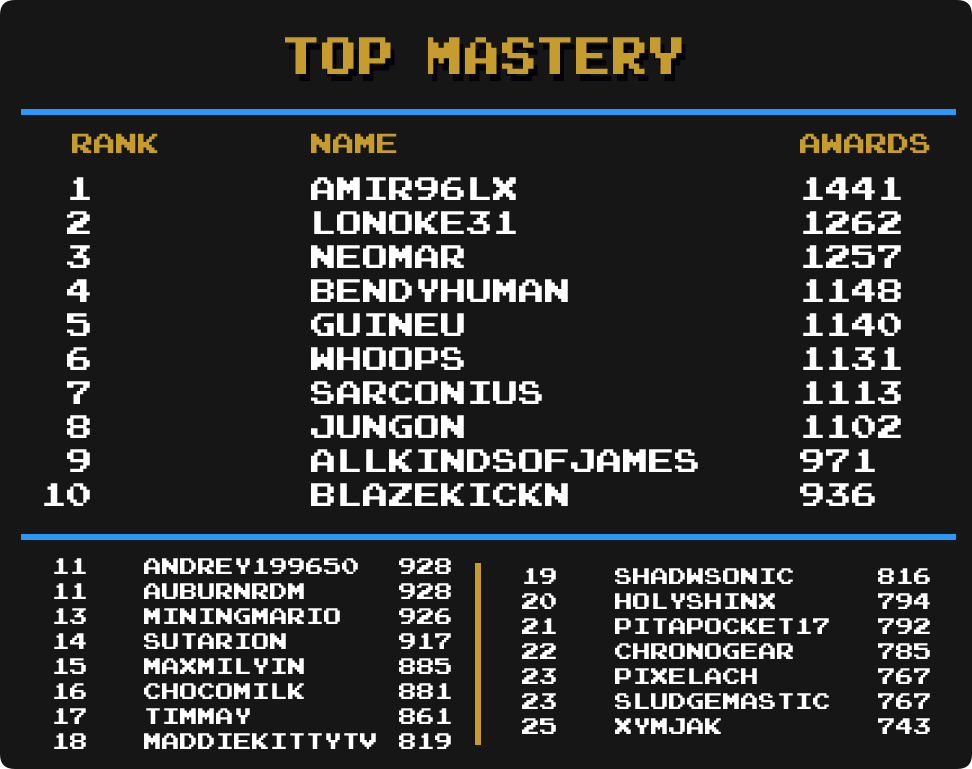 TOP MASTERY
RANK NAME AWARDS
1 AMIR96LX 1441
2 LONOKE31 1262
3 NEOMAR 1257
4 BENDYHUMAN 1148
5 GUINEU 1140
6 WHOOPS 1131
7 SARCONIUS 1113
8 JUNGON 1102
9 ALLKINDSOFJAMES 971
10 BLAZEKICKN 936
11 ANDREY199650 928
11 AUBURNRDM 928
13 MININGMARIO 926
14 SUTARION 917
15 MAXMILYIN 885
16 CHOCOMILK 881
17 TIMMAY 861
18 MADDIEKITTYTV 819
19 SHADWSONIC 816
20 HOLYSHINX 794
21 PITAPOCKET17 792
22 CHRONOGEAR 785
23 PIXELACH 767
23 SLUDGEMASTIC 767
25 XYMJAK 743